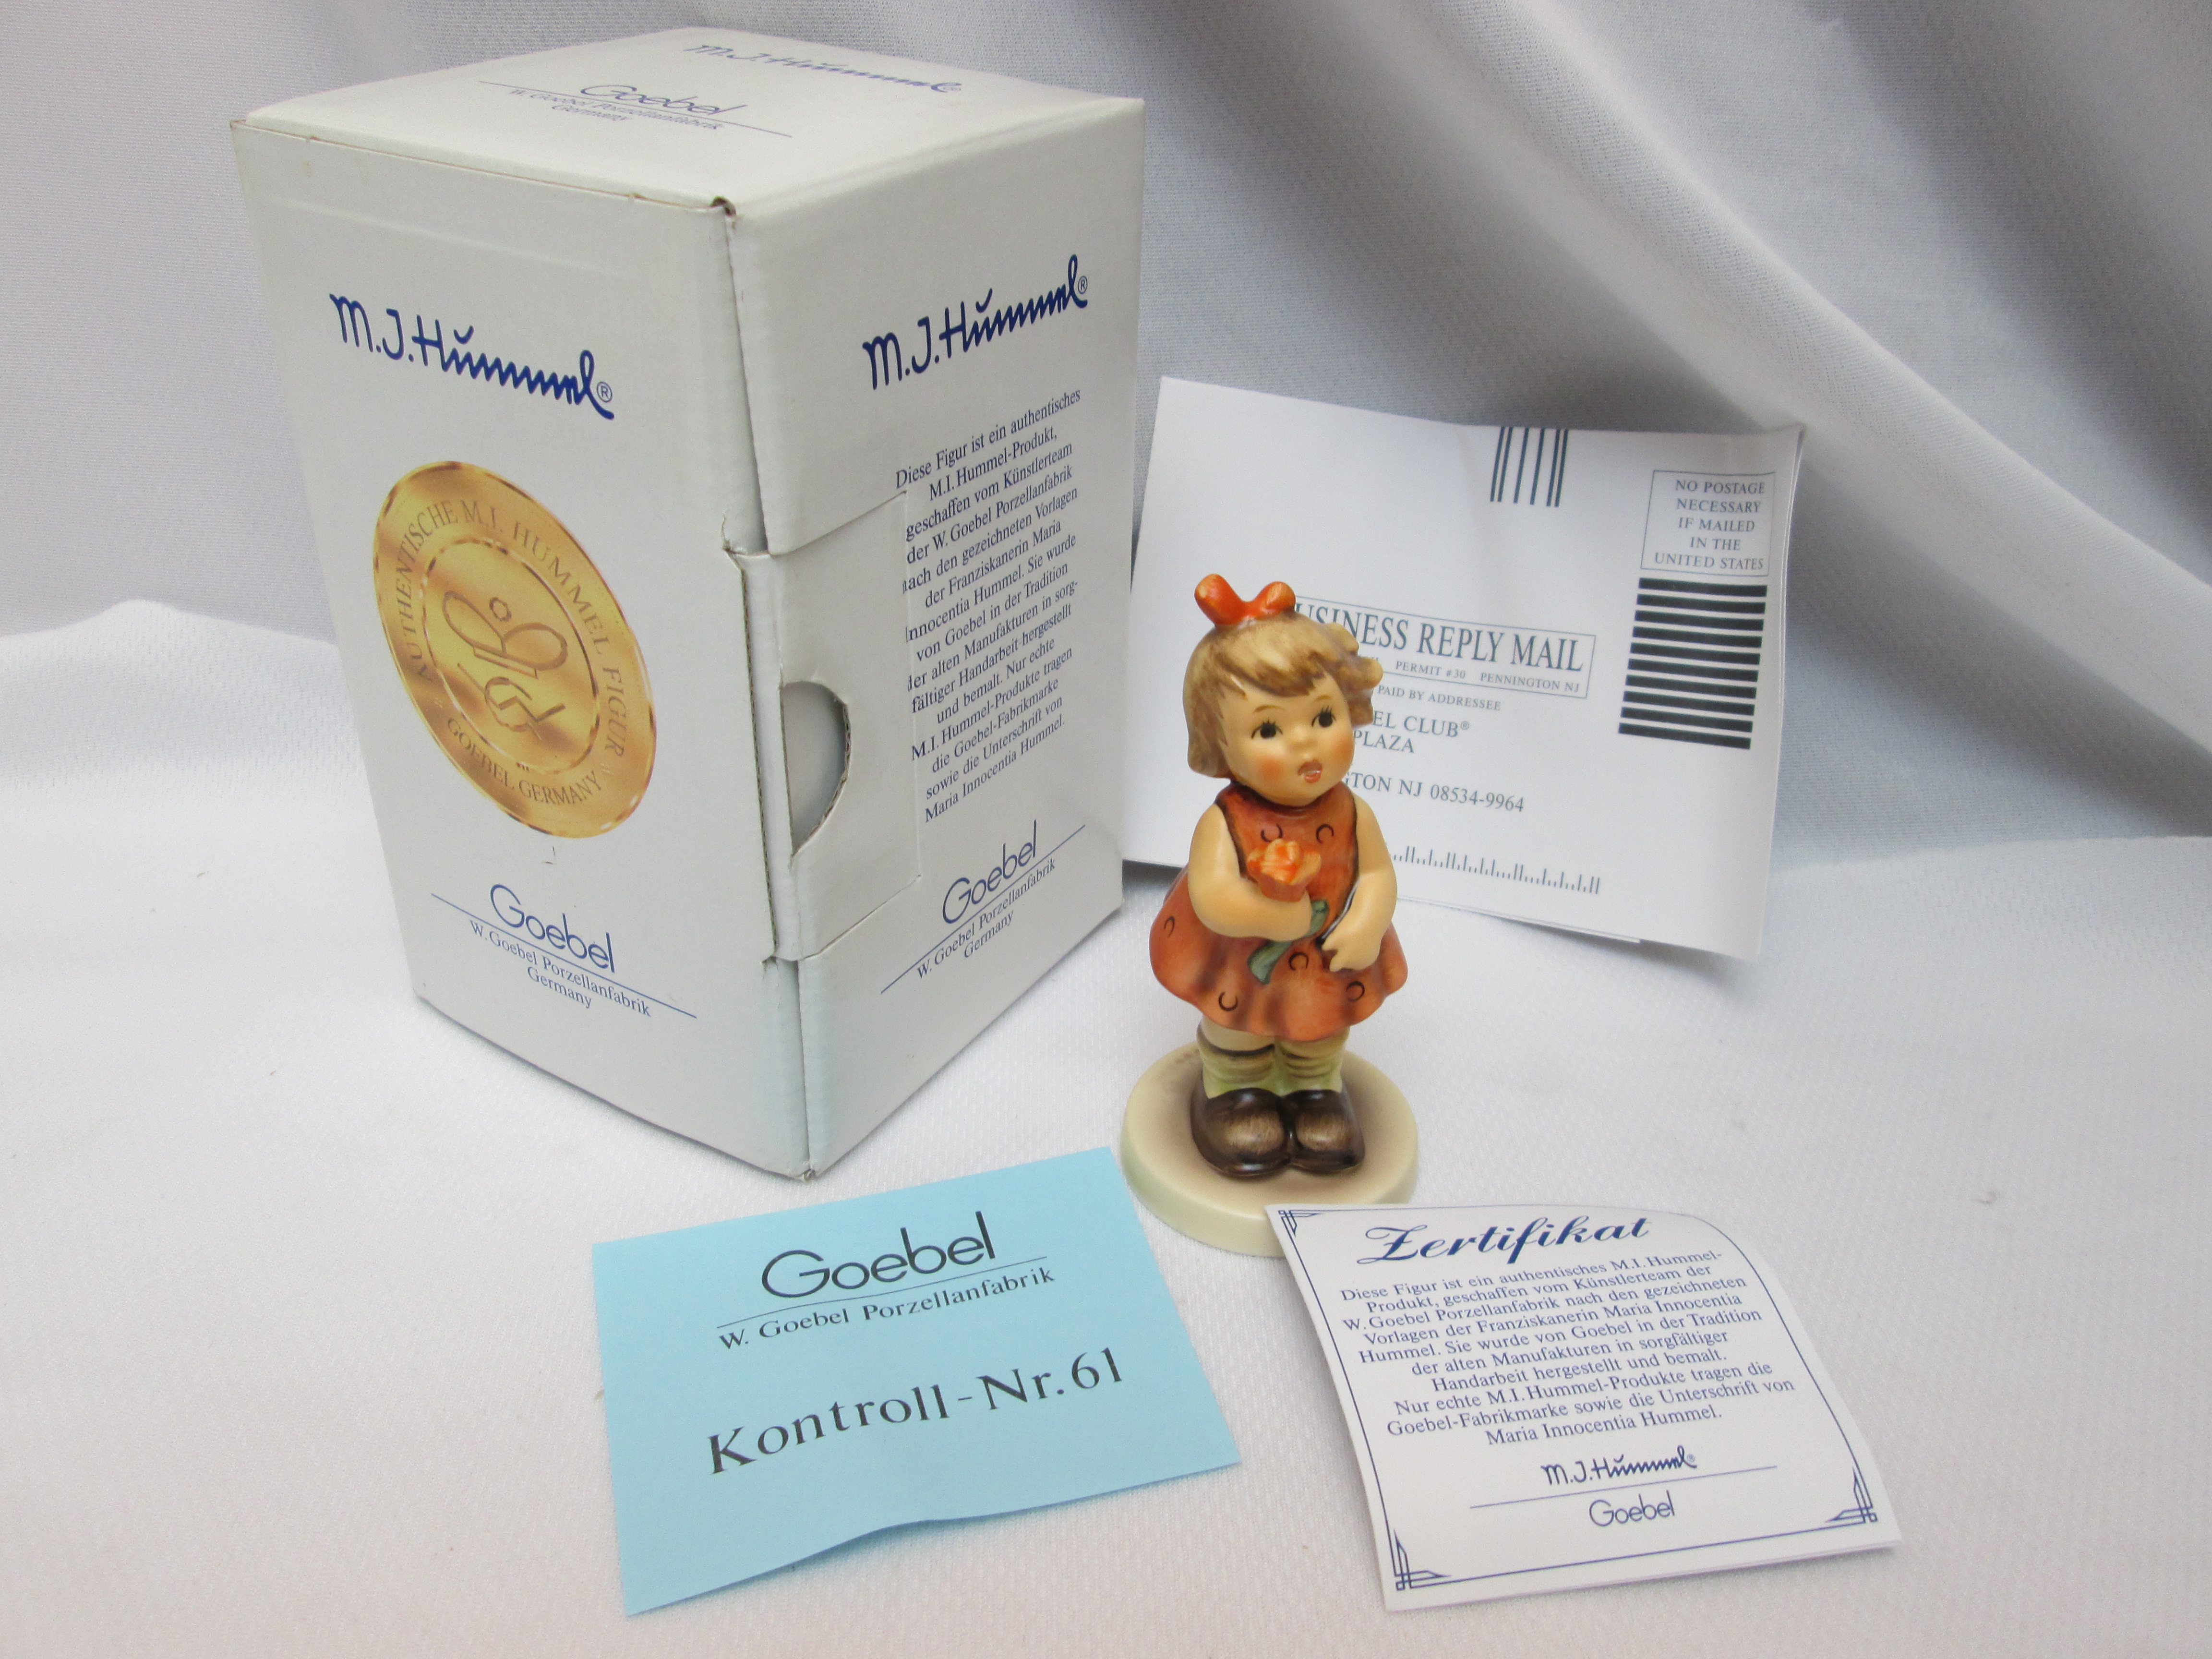 M.J.Hummel
Goebel
W. Goebel Porzellanfabrik
Germany
M.J.Hummel®
AUTHENTISCHE M.I. HUMMEL FIGUR
GOEBEL GERMANY
Goebel
W. Goebel Porzellanfabrik
Germany
M.J.Hummel®
Diese Figur ist ein authentisches
M.I. Hummel-Produkt,
geschaffen vom Künstlerteam
der W. Goebel Porzellanfabrik
nach den gezeichneten Vorlagen
der Franziskanerin Maria
Innocentia Hummel. Sie wurde
von Goebel in der Tradition
der alten Manufakturen in sorg-
fältiger Handarbeit hergestellt
und bemalt. Nur echte
M.I. Hummel-Produkte tragen
die Goebel-Fabrikmarke
sowie die Unterschrift von
Maria Innocentia Hummel.
Goebel
W. Goebel Porzellanfabrik
Germany
NO POSTAGE
NECESSARY
IF MAILED
IN THE
UNITED STATES
BUSINESS REPLY MAIL
PERMIT #30 PENNINGTON NJ
PAID BY ADDRESSEE
EL CLUB®
PLAZA
GTON NJ 08534-9964
Goebel
W. Goebel Porzellanfabrik
Kontroll-Nr. 61
Zertifikat
Diese Figur ist ein authentisches M.I. Hummel-
Produkt, geschaffen vom Künstlerteam der
W. Goebel Porzellanfabrik nach den gezeichneten
Vorlagen der Franziskanerin Maria Innocentia
Hummel. Sie wurde von Goebel in der Tradition
der alten Manufakturen in sorgfältiger
Handarbeit hergestellt und bemalt.
Nur echte M.I. Hummel-Produkte tragen die
Goebel-Fabrikmarke sowie die Unterschrift von
Maria Innocentia Hummel.
M.J.Hummel®
Goebel